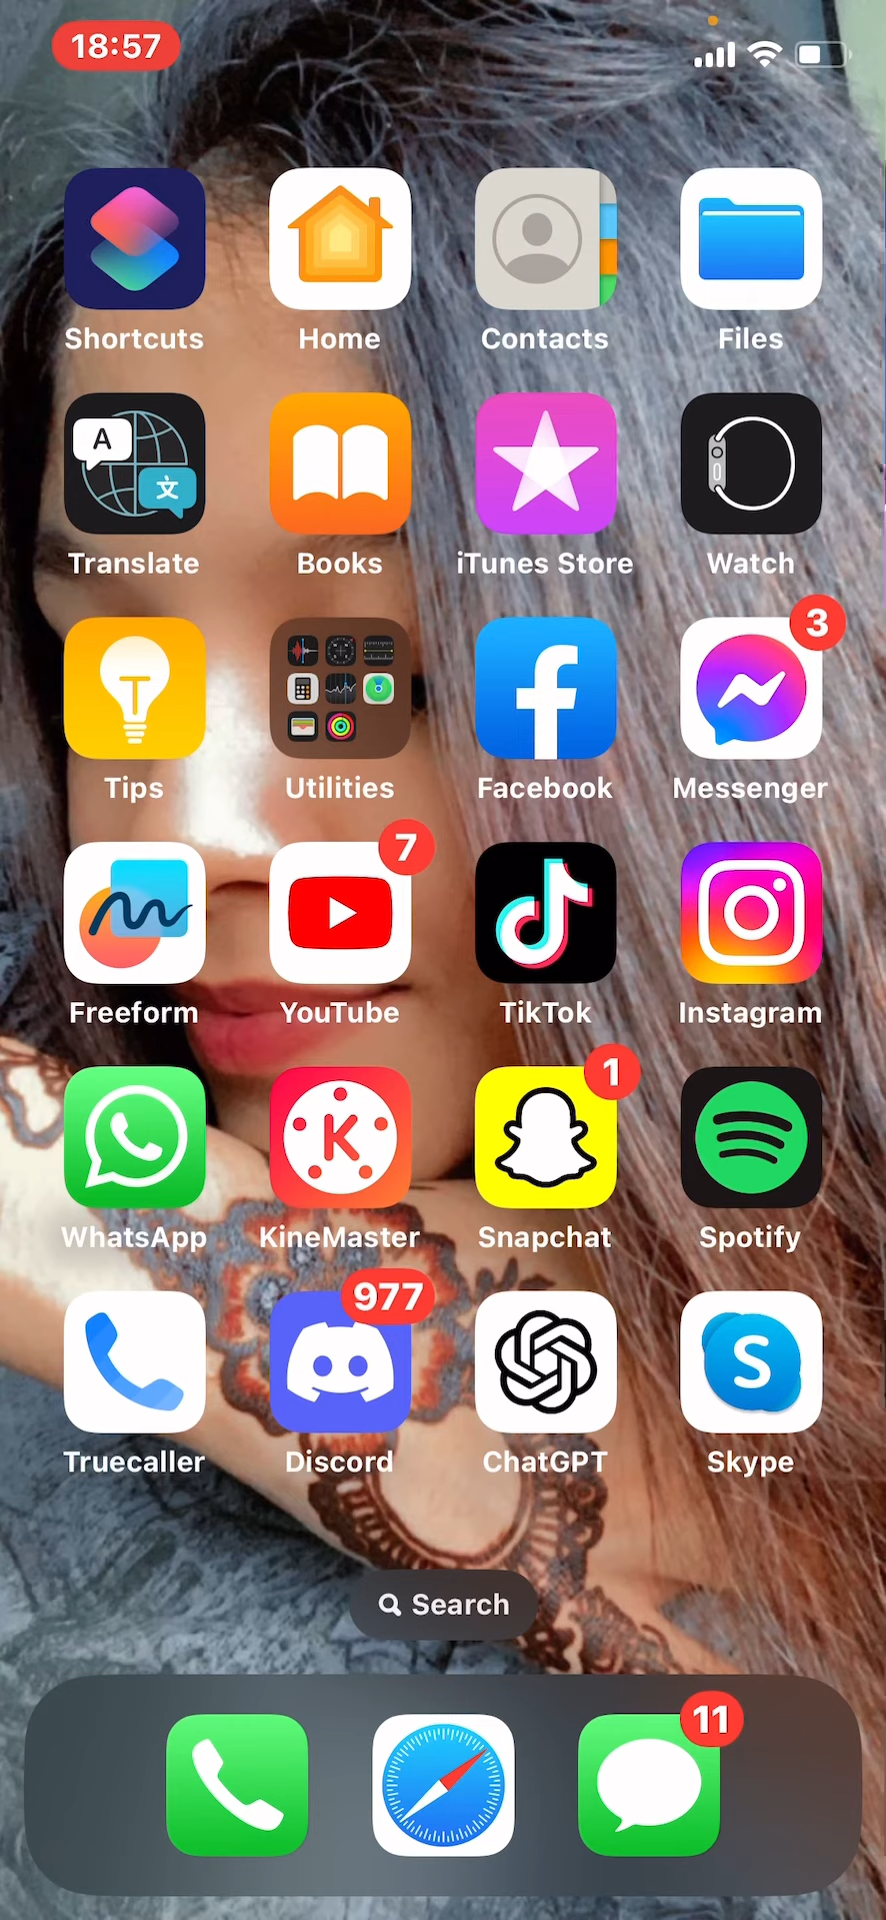 18:57
Shortcuts
Home
Contacts
Files
A
文
Translate
Books
iTunes Store
Watch
3
Tips
Utilities
Facebook
Messenger
7
Freeform
YouTube
TikTok
Instagram
1
K
WhatsApp
KineMaster
Snapchat
Spotify
977
S
Truecaller
Discord
ChatGPT
Skype
Search
11